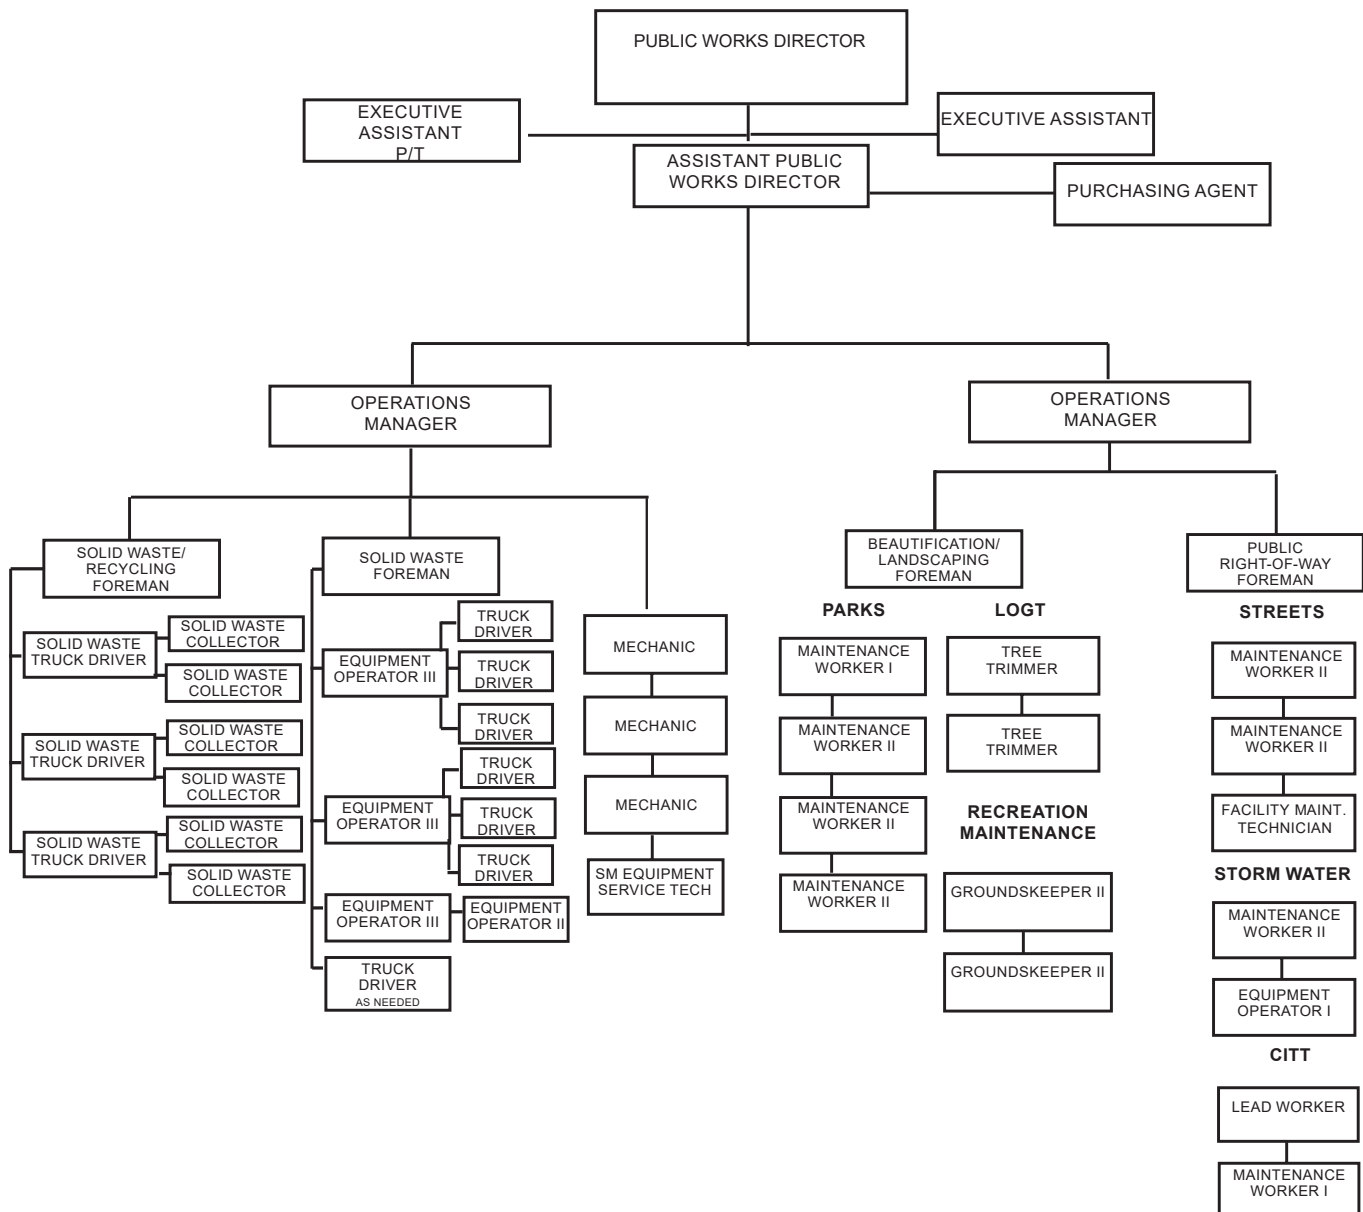 PUBLIC WORKS DIRECTOR
EXECUTIVE
ASSISTANT
P/T
EXECUTIVE ASSISTANT
ASSISTANT PUBLIC
WORKS DIRECTOR
PURCHASING AGENT
OPERATIONS
MANAGER
OPERATIONS
MANAGER
SOLID WASTE/
RECYCLING
FOREMAN
SOLID WASTE
TRUCK DRIVER
SOLID WASTE
COLLECTOR
SOLID WASTE
COLLECTOR
SOLID WASTE
TRUCK DRIVER
SOLID WASTE
COLLECTOR
SOLID WASTE
COLLECTOR
SOLID WASTE
TRUCK DRIVER
SOLID WASTE
COLLECTOR
SOLID WASTE
COLLECTOR
SOLID WASTE
FOREMAN
EQUIPMENT
OPERATOR III
TRUCK
DRIVER
TRUCK
DRIVER
TRUCK
DRIVER
EQUIPMENT
OPERATOR III
TRUCK
DRIVER
TRUCK
DRIVER
TRUCK
DRIVER
EQUIPMENT
OPERATOR III
EQUIPMENT
OPERATOR II
TRUCK
DRIVER
AS NEEDED
MECHANIC
MECHANIC
MECHANIC
SM EQUIPMENT
SERVICE TECH
BEAUTIFICATION/
LANDSCAPING
FOREMAN
PARKS
MAINTENANCE
WORKER I
MAINTENANCE
WORKER II
MAINTENANCE
WORKER II
MAINTENANCE
WORKER II
LOGT
TREE
TRIMMER
TREE
TRIMMER
RECREATION
MAINTENANCE
GROUNDSKEEPER II
GROUNDSKEEPER II
PUBLIC
RIGHT-OF-WAY
FOREMAN
STREETS
MAINTENANCE
WORKER II
MAINTENANCE
WORKER II
FACILITY MAINT.
TECHNICIAN
STORM WATER
MAINTENANCE
WORKER II
EQUIPMENT
OPERATOR I
CITT
LEAD WORKER
MAINTENANCE
WORKER I